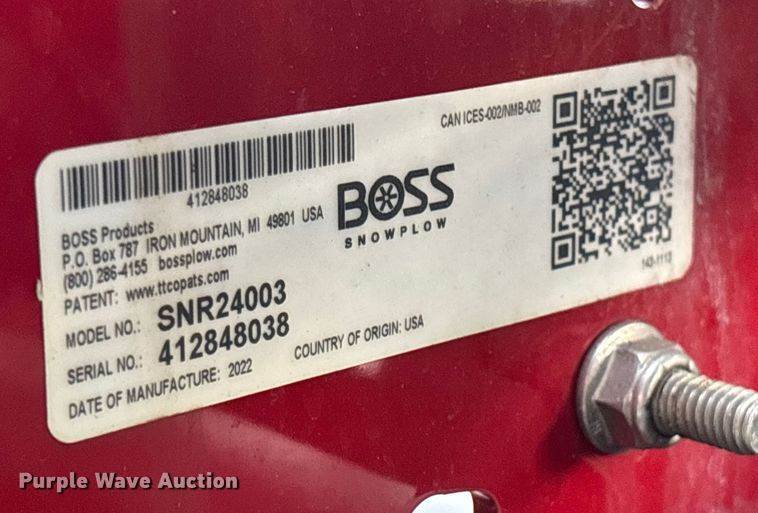 CAN ICES-002/NMB-002
412848038
BOSS Products
P.O. Box 787 IRON MOUNTAIN, MI 49801 USA
(800) 286-4155 bossplow.com
PATENT: www.ttcopats.com
BOSS
SNOWPLOW
143-1113
MODEL NO.: SNR24003
SERIAL NO.: 412848038
DATE OF MANUFACTURE: 2022
COUNTRY OF ORIGIN: USA
Purple Wave Auction